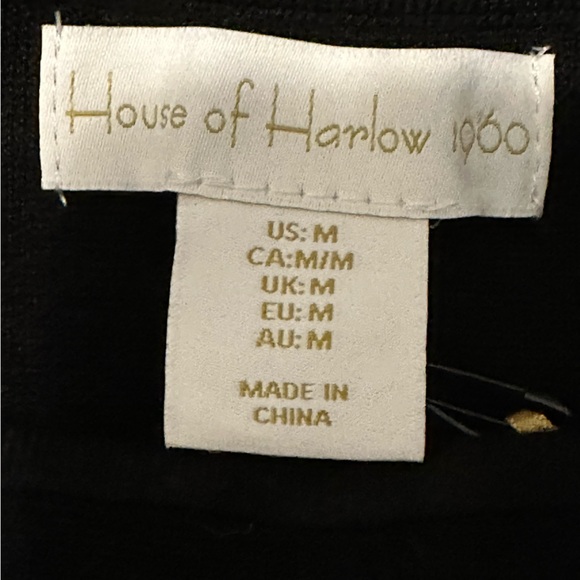 House of Harlow 1960
US: M
CA:M/M
UK: M
EU: M
AU: M
MADE IN
CHINA